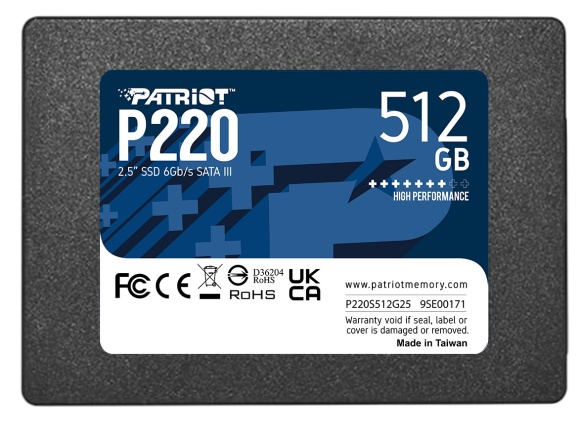 PATRIOT™
P220
2.5" SSD 6Gb/s SATA III
512
GB
HIGH PERFORMANCE
FC CE
D36204
RoHS
RoHS
UK
CA
www.patriotmemory.com
P220S512G25 9SE00171
Warranty void if seal, label or
cover is damaged or removed.
Made in Taiwan